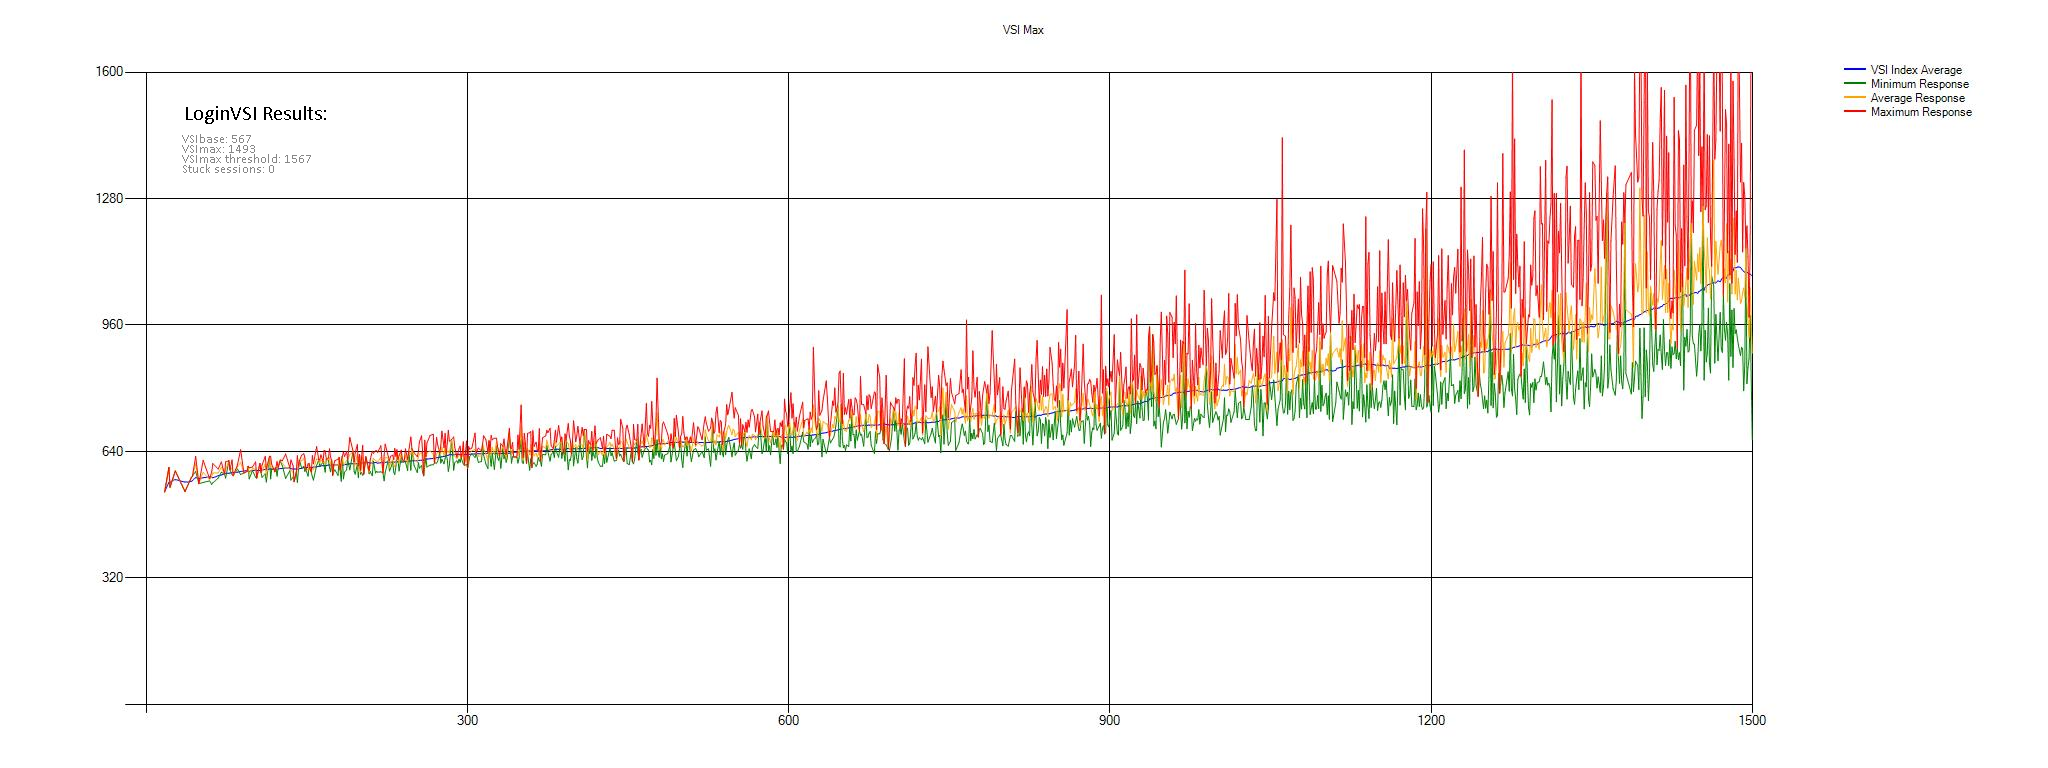 VSI Max
1600
1280
960
640
320
300
600
900
1200
1500
LoginVSI Results:
VSIbase: 567
VSImax: 1493
VSImax threshold: 1567
Stuck sessions: 0
VSI Index Average
Minimum Response
Average Response
Maximum Response